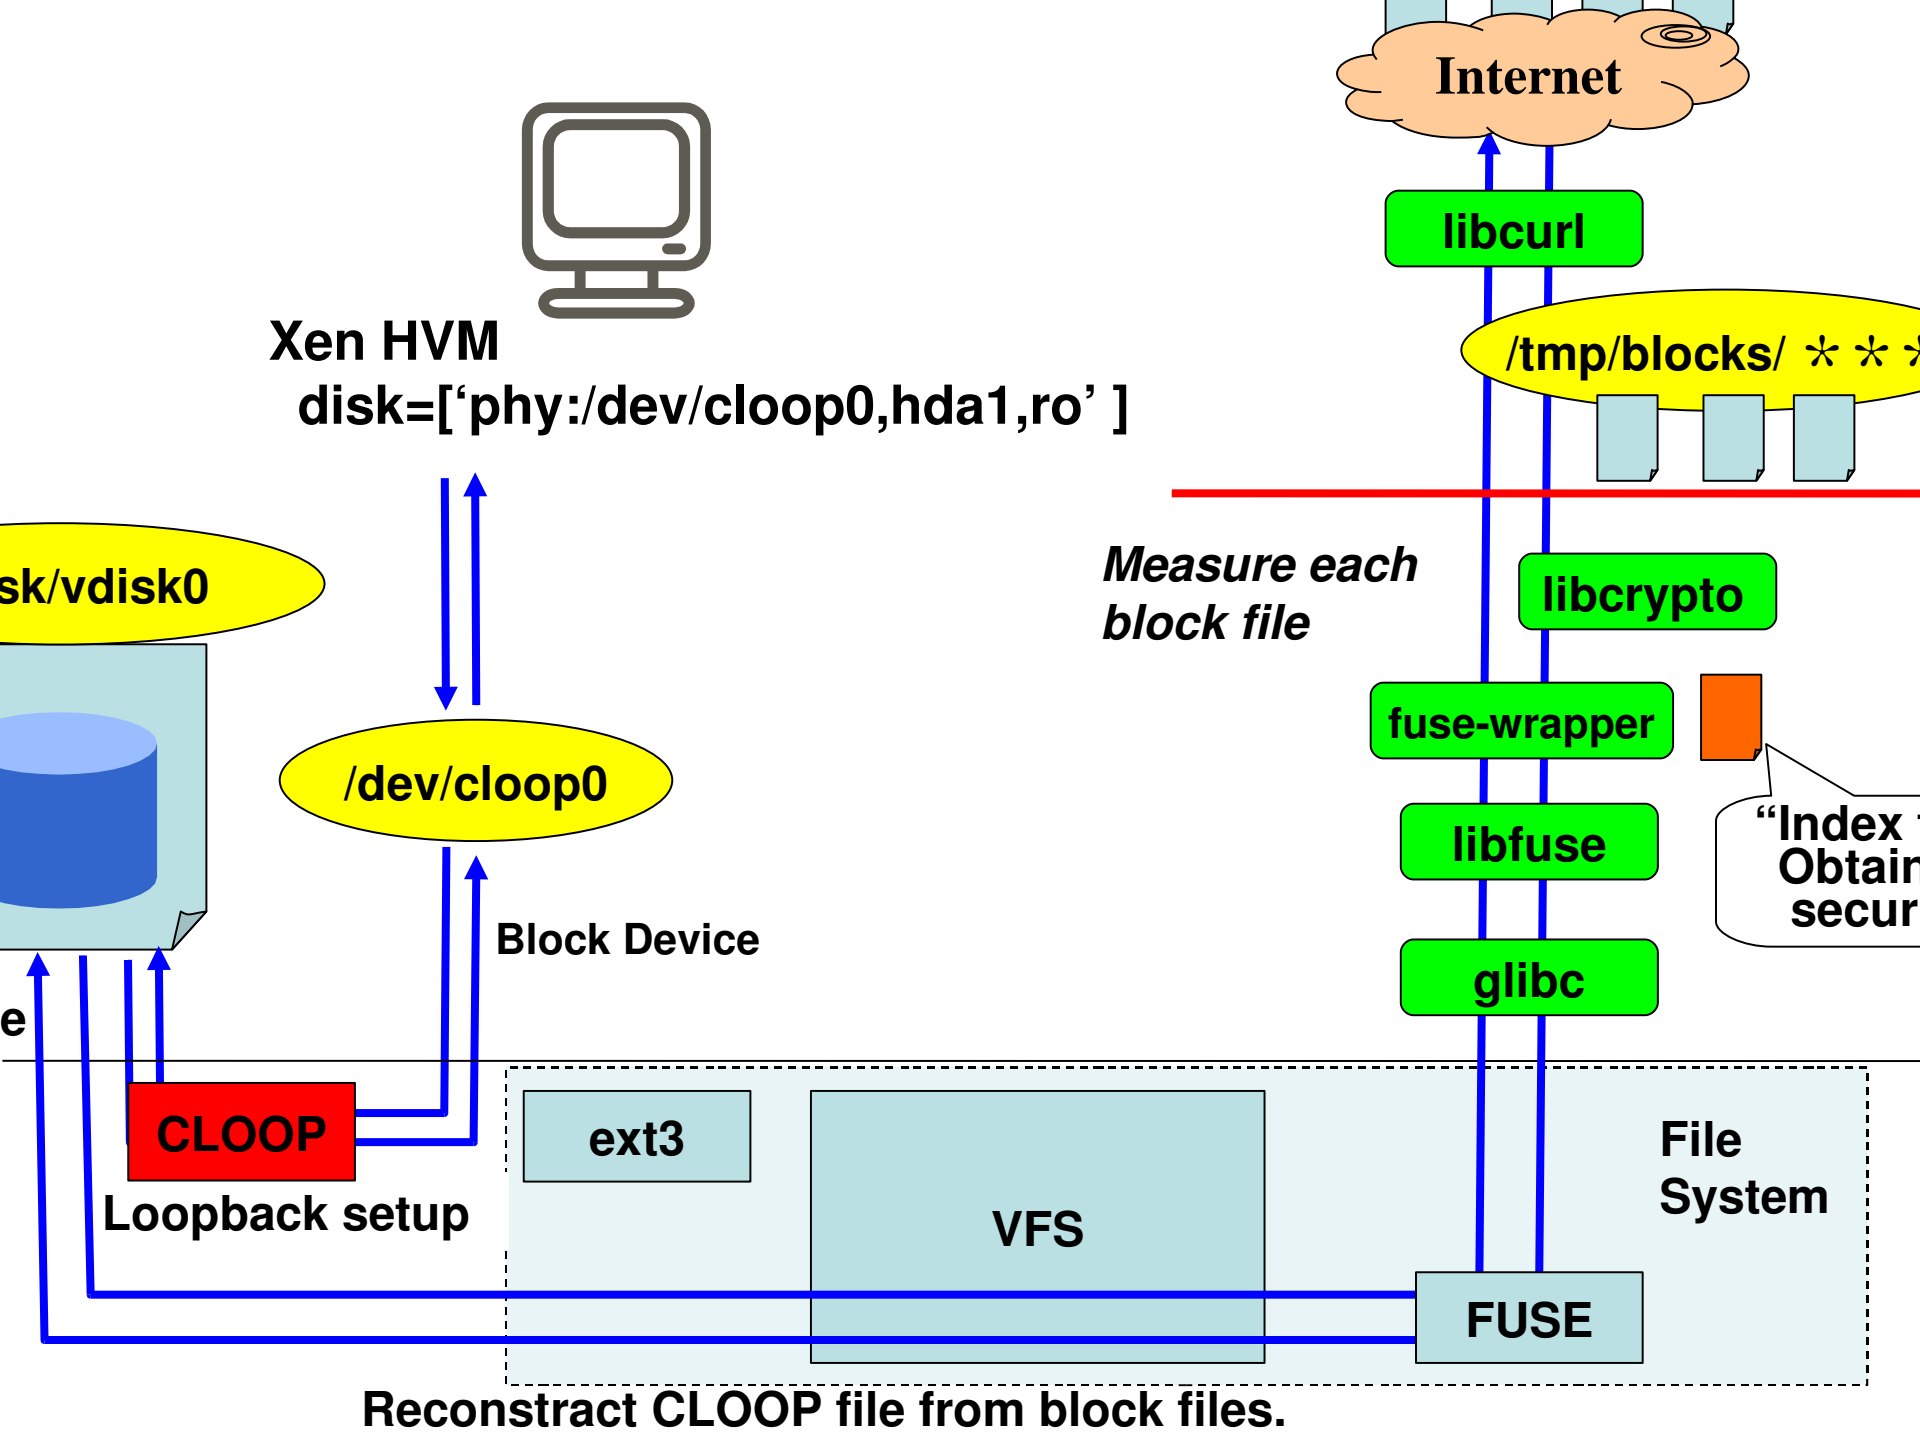 Internet
libcurl
/tmp/blocks/ ＊＊＊
Xen HVM
disk=[‘phy:/dev/cloop0,hda1,ro’ ]
Measure each
block file
libcrypto
sk/vdisk0
fuse-wrapper
/dev/cloop0
“Index
Obtain
secur
libfuse
Block Device
glibc
e
CLOOP
ext3
File
System
Loopback setup
VFS
FUSE
Reconstract CLOOP file from block files.